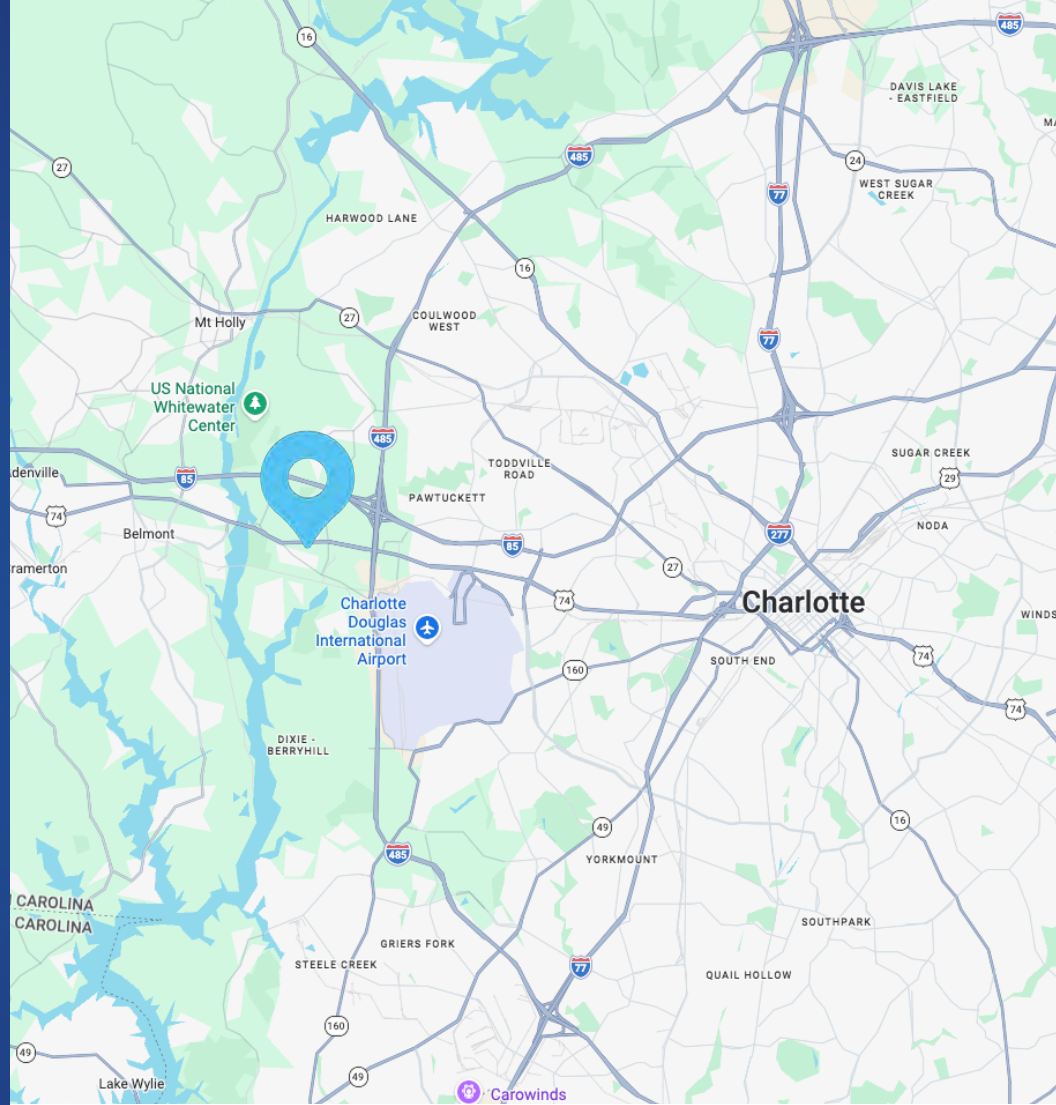 485
16
DAVIS LAKE
- EASTFIELD
485
27
24
WEST SUGAR
CREEK
77
HARWOOD LANE
16
COULWOOD
WEST
Mt Holly
27
77
US National
Whitewater
Center
485
SUGAR CREEK
TODDVILLE
ROAD
PAWTUCKETT
85
29
74
Belmont
NODA
277
85
27
74
Charlotte
Charlotte
Douglas
International
Airport
160
SOUTH END
74
74
DIXIE -
BERRYHILL
49
16
YORKMOUNT
485
CAROLINA
CAROLINA
SOUTHPARK
GRIERS FORK
STEELE CREEK
77
QUAIL HOLLOW
160
49
49
Lake Wylie
Carowinds